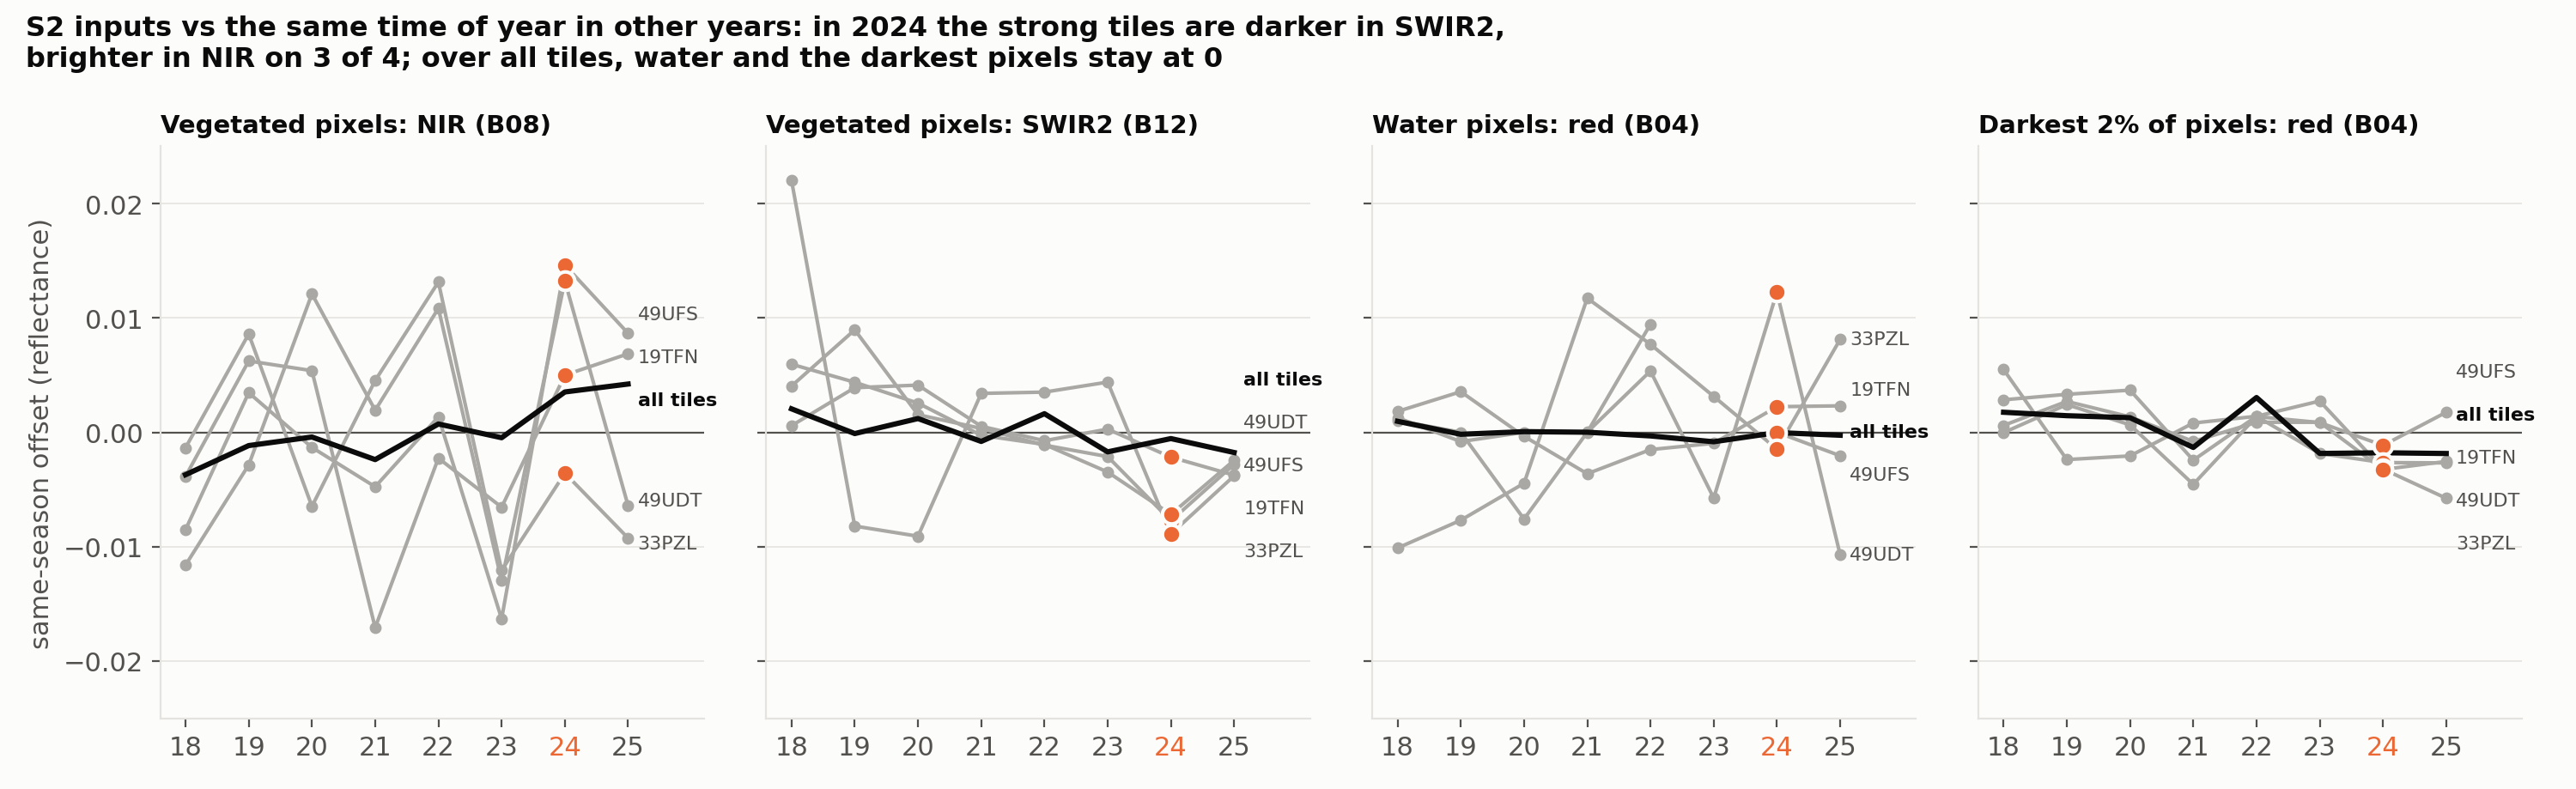 S2 inputs vs the same time of year in other years: in 2024 the strong tiles are darker in SWIR2,
brighter in NIR on 3 of 4; over all tiles, water and the darkest pixels stay at 0
same-season offset (reflectance)
Vegetated pixels: NIR (B08)
0.02
0.01
0.00
−0.01
−0.02
49UFS
19TFN
all tiles
49UDT
33PZL
18 19 20 21 22 23 24 25
Vegetated pixels: SWIR2 (B12)
all tiles
49UDT
49UFS
19TFN
33PZL
18 19 20 21 22 23 24 25
Water pixels: red (B04)
33PZL
19TFN
all tiles
49UFS
49UDT
18 19 20 21 22 23 24 25
Darkest 2% of pixels: red (B04)
49UFS
all tiles
19TFN
49UDT
33PZL
18 19 20 21 22 23 24 25